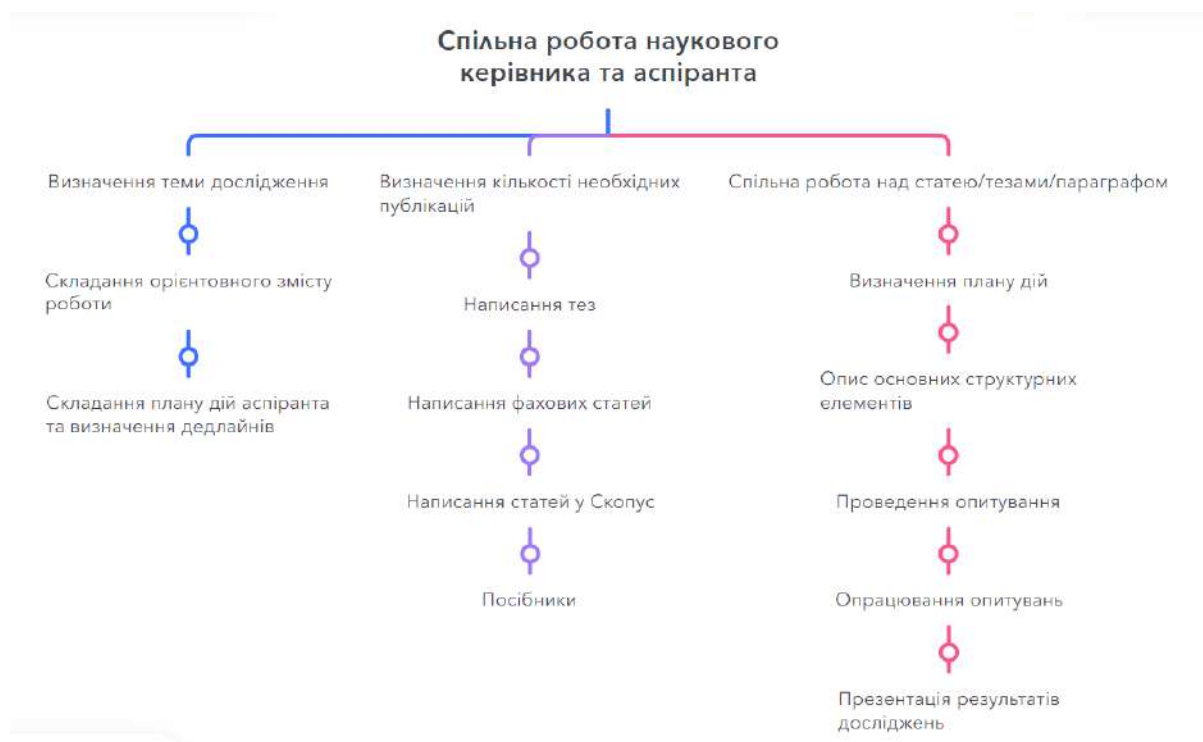 Спільна робота наукового
керівника та аспіранта
Визначення теми дослідження
Складання орієнтовного змісту
роботи
Складання плану дій аспіранта
та визначення дедлайнів
Визначення кількості необхідних
публікацій
Написання тез
Написання фахових статей
Написання статей у Скопус
Посібники
Спільна робота над статею/тезами/параграфом
Визначення плану дій
Опис основних структурних
елементів
Проведення опитування
Опрацювання опитувань
Презентація результатів
досліджень